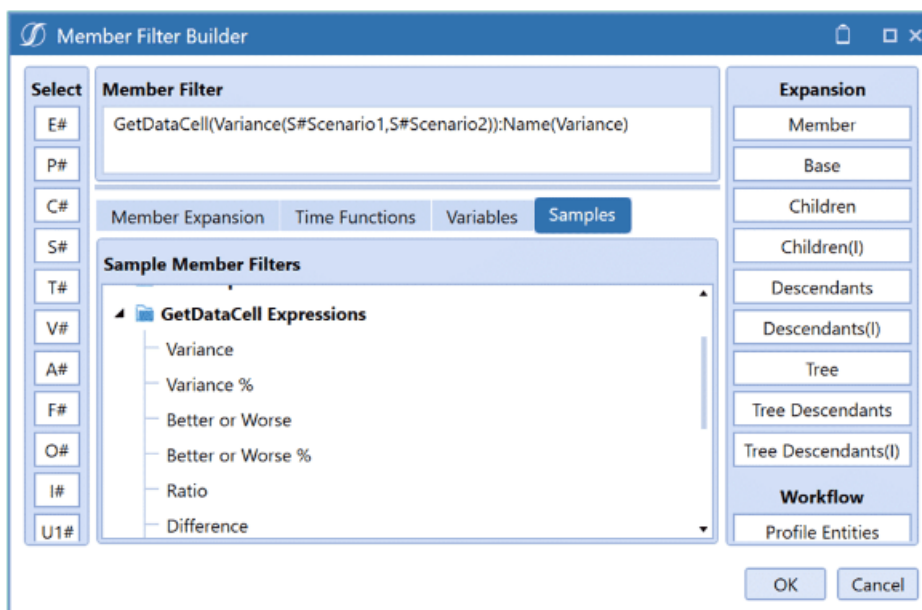 Member Filter Builder
Select
E#
P#
C#
S#
T#
V#
A#
F#
O#
I#
U1#
Member Filter
GetDataCell(Variance(S#Scenario1,S#Scenario2)):Name(Variance)
Member Expansion
Time Functions
Variables
Samples
Sample Member Filters
GetDataCell Expressions
Variance
Variance %
Better or Worse
Better or Worse %
Ratio
Difference
Expansion
Member
Base
Children
Children(I)
Descendants
Descendants(I)
Tree
Tree Descendants
Tree Descendants(I)
Workflow
Profile Entities
OK
Cancel